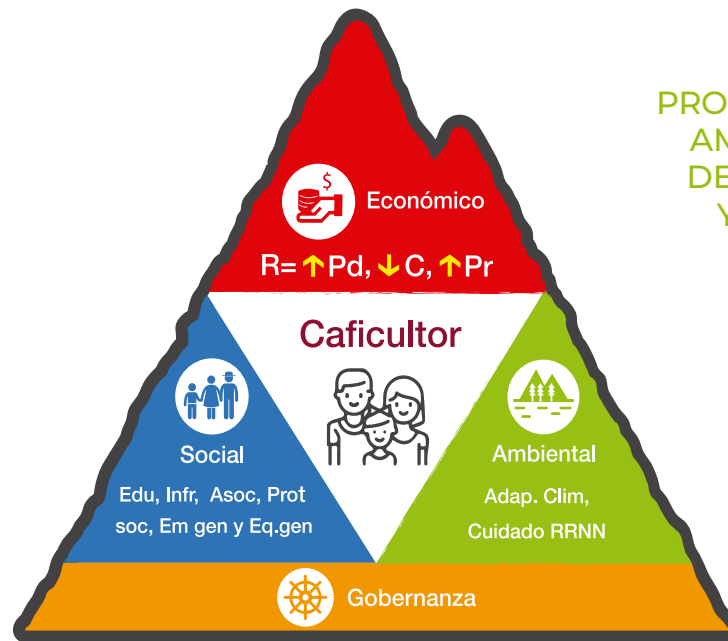 PRO
AM
DE
Y
$
Económico
R= ↑Pd, ↓C, ↑Pr
Caficultor
Social
Edu, Infr, Asoc, Prot
soc, Em gen y Eq.gen
Ambiental
Adap. Clim,
Cuidado RRNN
Gobernanza